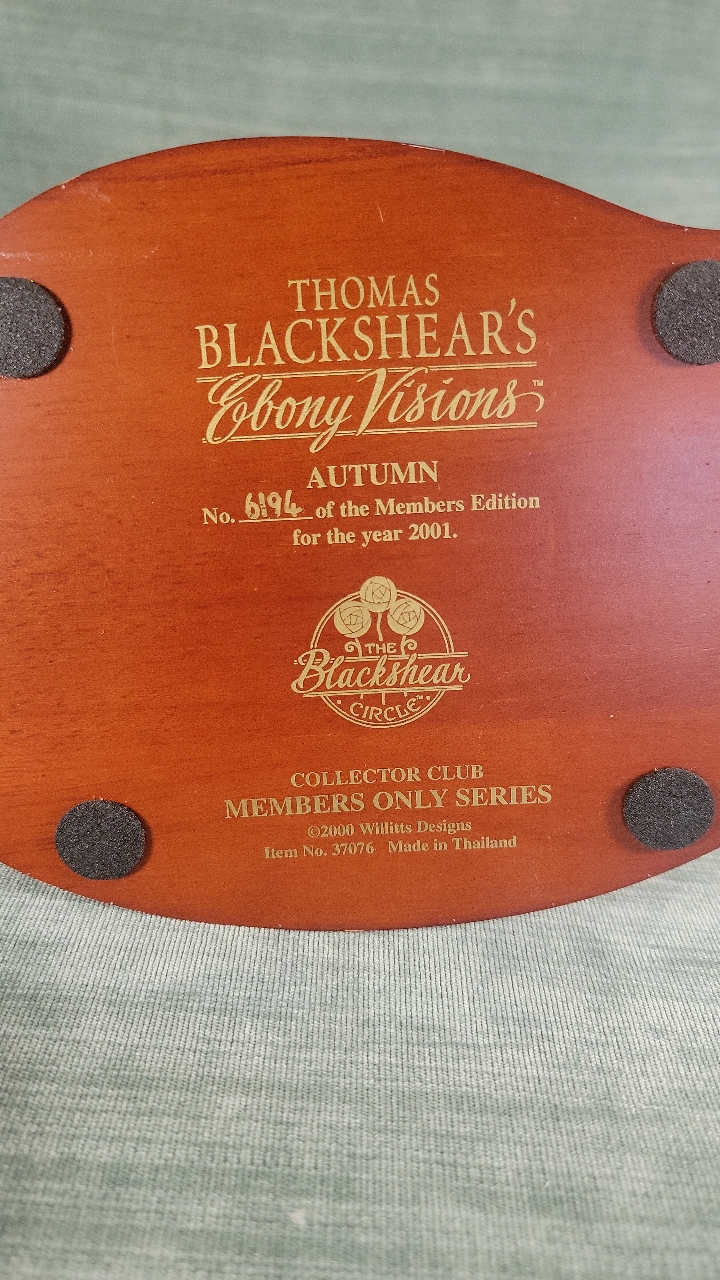 THOMAS
BLACKSHEAR'S
Ebony Visions™
AUTUMN
No. 6194 of the Members Edition
for the year 2001.
THE
Blackshear
CIRCLE™
COLLECTOR CLUB
MEMBERS ONLY SERIES
©2000 Willitts Designs
Item No. 37076 Made in Thailand